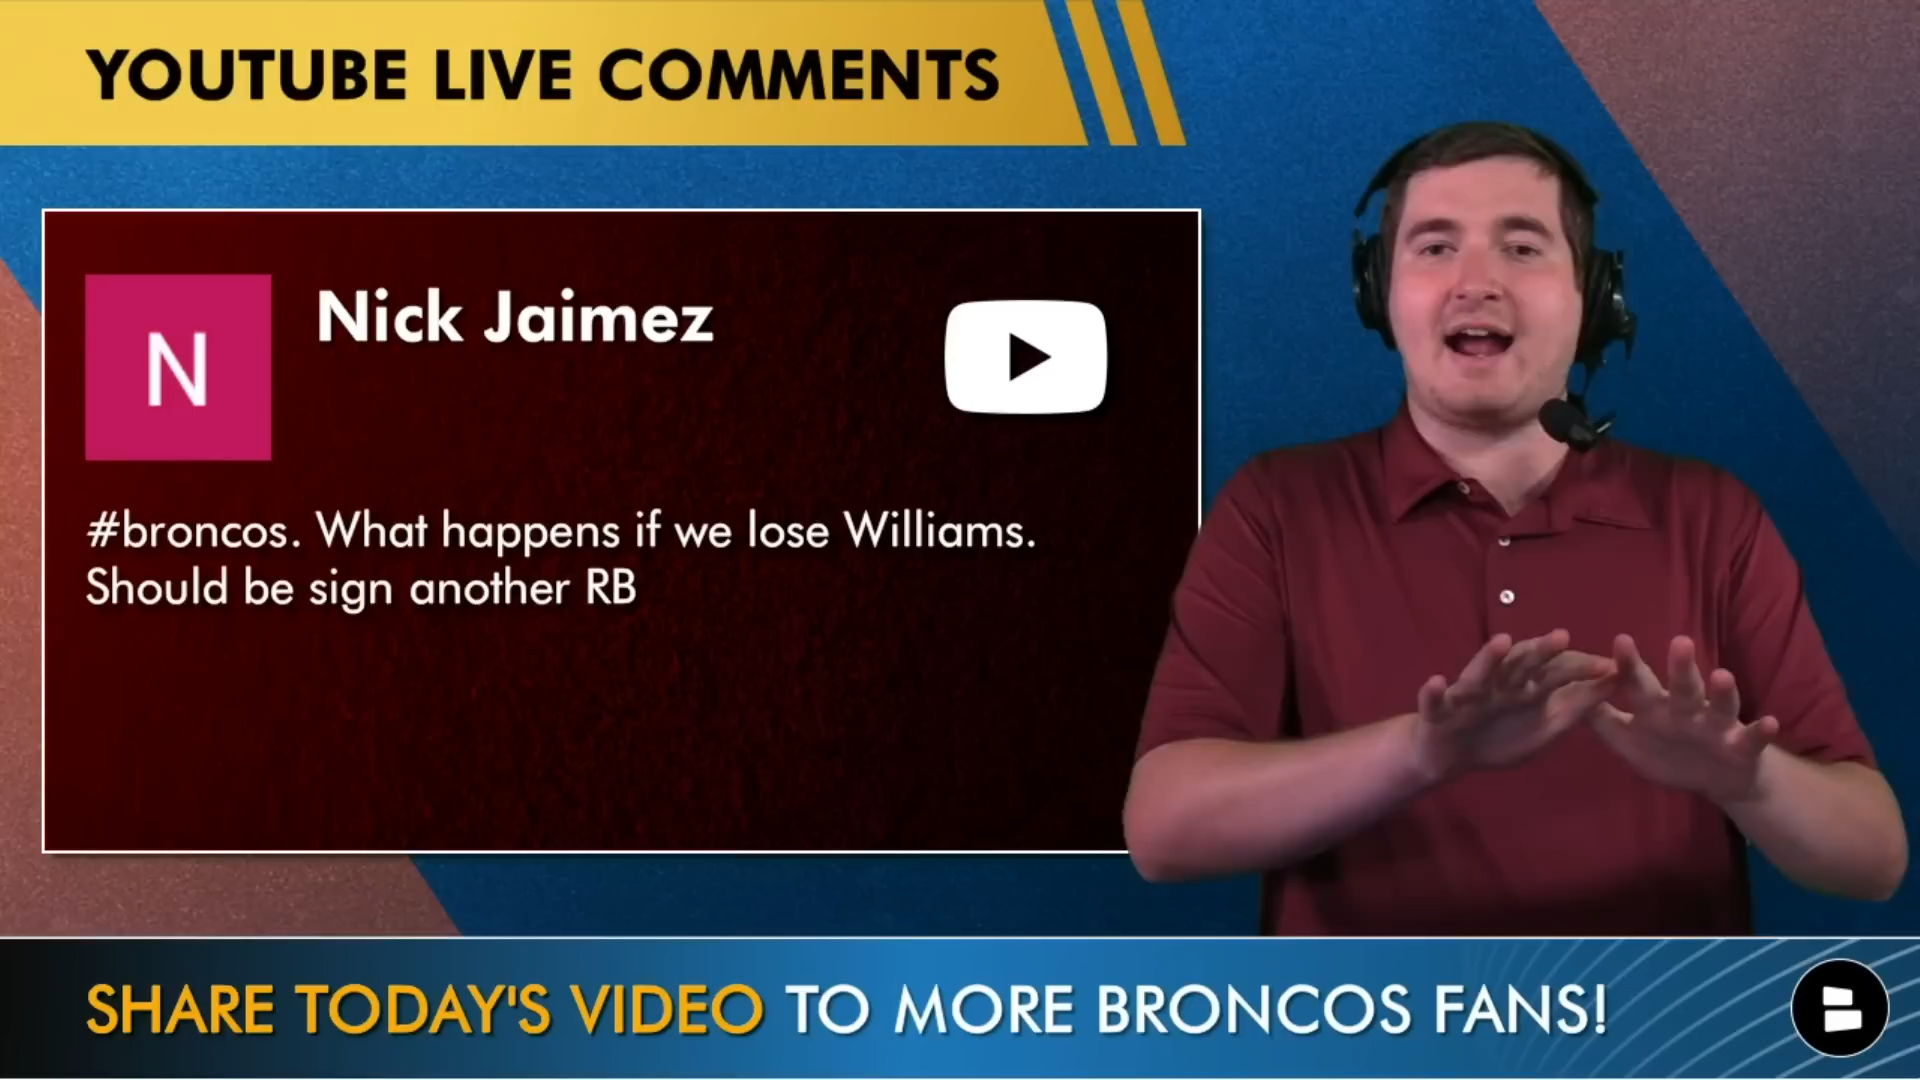 YOUTUBE LIVE COMMENTS
N
Nick Jaimez
#broncos. What happens if we lose Williams.
Should be sign another RB
SHARE TODAY'S VIDEO TO MORE BRONCOS FANS!